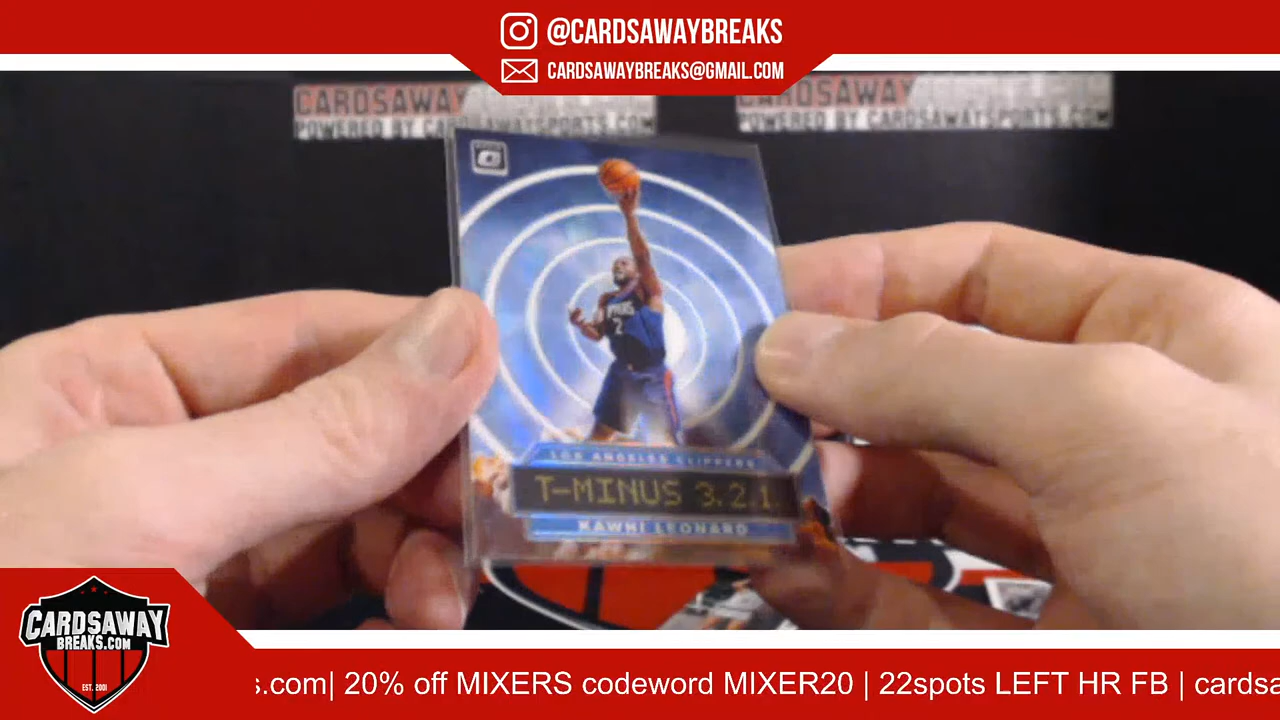 @CARDSAWAYBREAKS
CARDSAWAYBREAKS@GMAIL.COM
CARDSAWAY
POWERED BY CARDSAWAYSPORTS.COM
CARDSAWAY
POWERED BY CARDSAWAYSPORTS.COM
LOS ANGELES CLIPPERS
T-MINUS 3.2.1.
KAWHI LEONARD
2
CARDSAWAY
BREAKS.COM
EST. 2001
s.com| 20% off MIXERS codeword MIXER20 | 22spots LEFT HR FB | cardsa